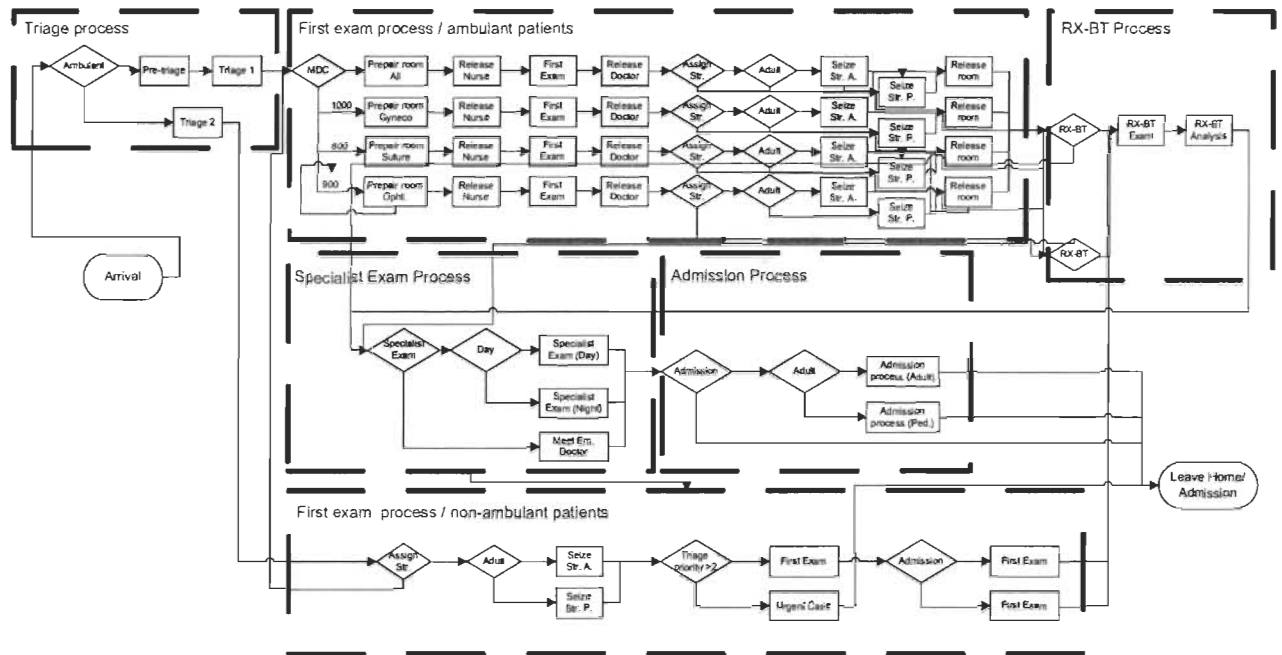 Triage process
Ambulant
Pre-triage
Triage 1
Triage 2
Arrival
First exam process / ambulant patients
MDC
Prepair room
All
Release
Nurse
First
Exam
Release
Doctor
Assign
Str.
Adult
Seize
Str. A.
Seize
Str. P.
Release
room
1000
Prepair room
Gyneco
Release
Nurse
First
Exam
Release
Doctor
Assign
Str.
Adult
Seize
Str. A.
Seize
Str. P.
Release
room
800
Prepair room
Suture
Release
Nurse
First
Exam
Release
Doctor
Assign
Str.
Adult
Seize
Str. A.
Seize
Str. P.
Release
room
900
Prepair room
Opht.
Release
Nurse
First
Exam
Release
Doctor
Assign
Str.
Adult
Seize
Str. A.
Seize
Str. P.
Release
room
RX-BT Process
RX-BT
RX-BT
Exam
RX-BT
Analysis
RX-BT
Specialist Exam Process
Specialist
Exam
Day
Specialist
Exam (Day)
Specialist
Exam (Night)
Meet Em.
Doctor
Admission Process
Admission
Adult
Admission
process (Adult)
Admission
process (Ped.)
Leave Home/
Admission
First exam process / non-ambulant patients
Assign
Str.
Adult
Seize
Str. A.
Seize
Str. P.
Triage
priority >2
First Exam
Urgent Case
Admission
First Exam
First Exam